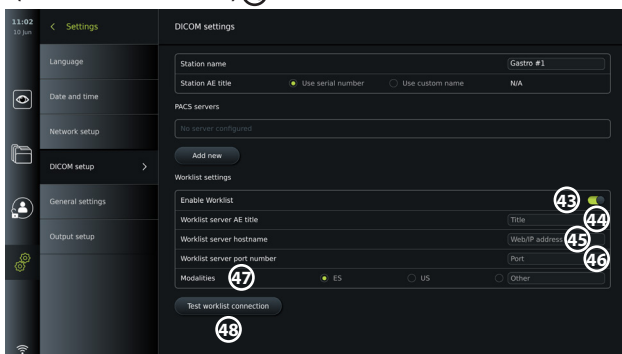 11:02
10 Jun
< Settings
DICOM settings
Language
Date and time
Network setup
DICOM setup >
General settings
Output setup
Station name Gastro #1
Station AE title Use serial number Use custom name N/A
PACS servers
No server configured
Add new
Worklist settings
Enable Worklist 43
Worklist server AE title Title 44
Worklist server hostname Web/IP address 45
Worklist server port number Port 46
Modalities 47 ES US Other
Test worklist connection
48